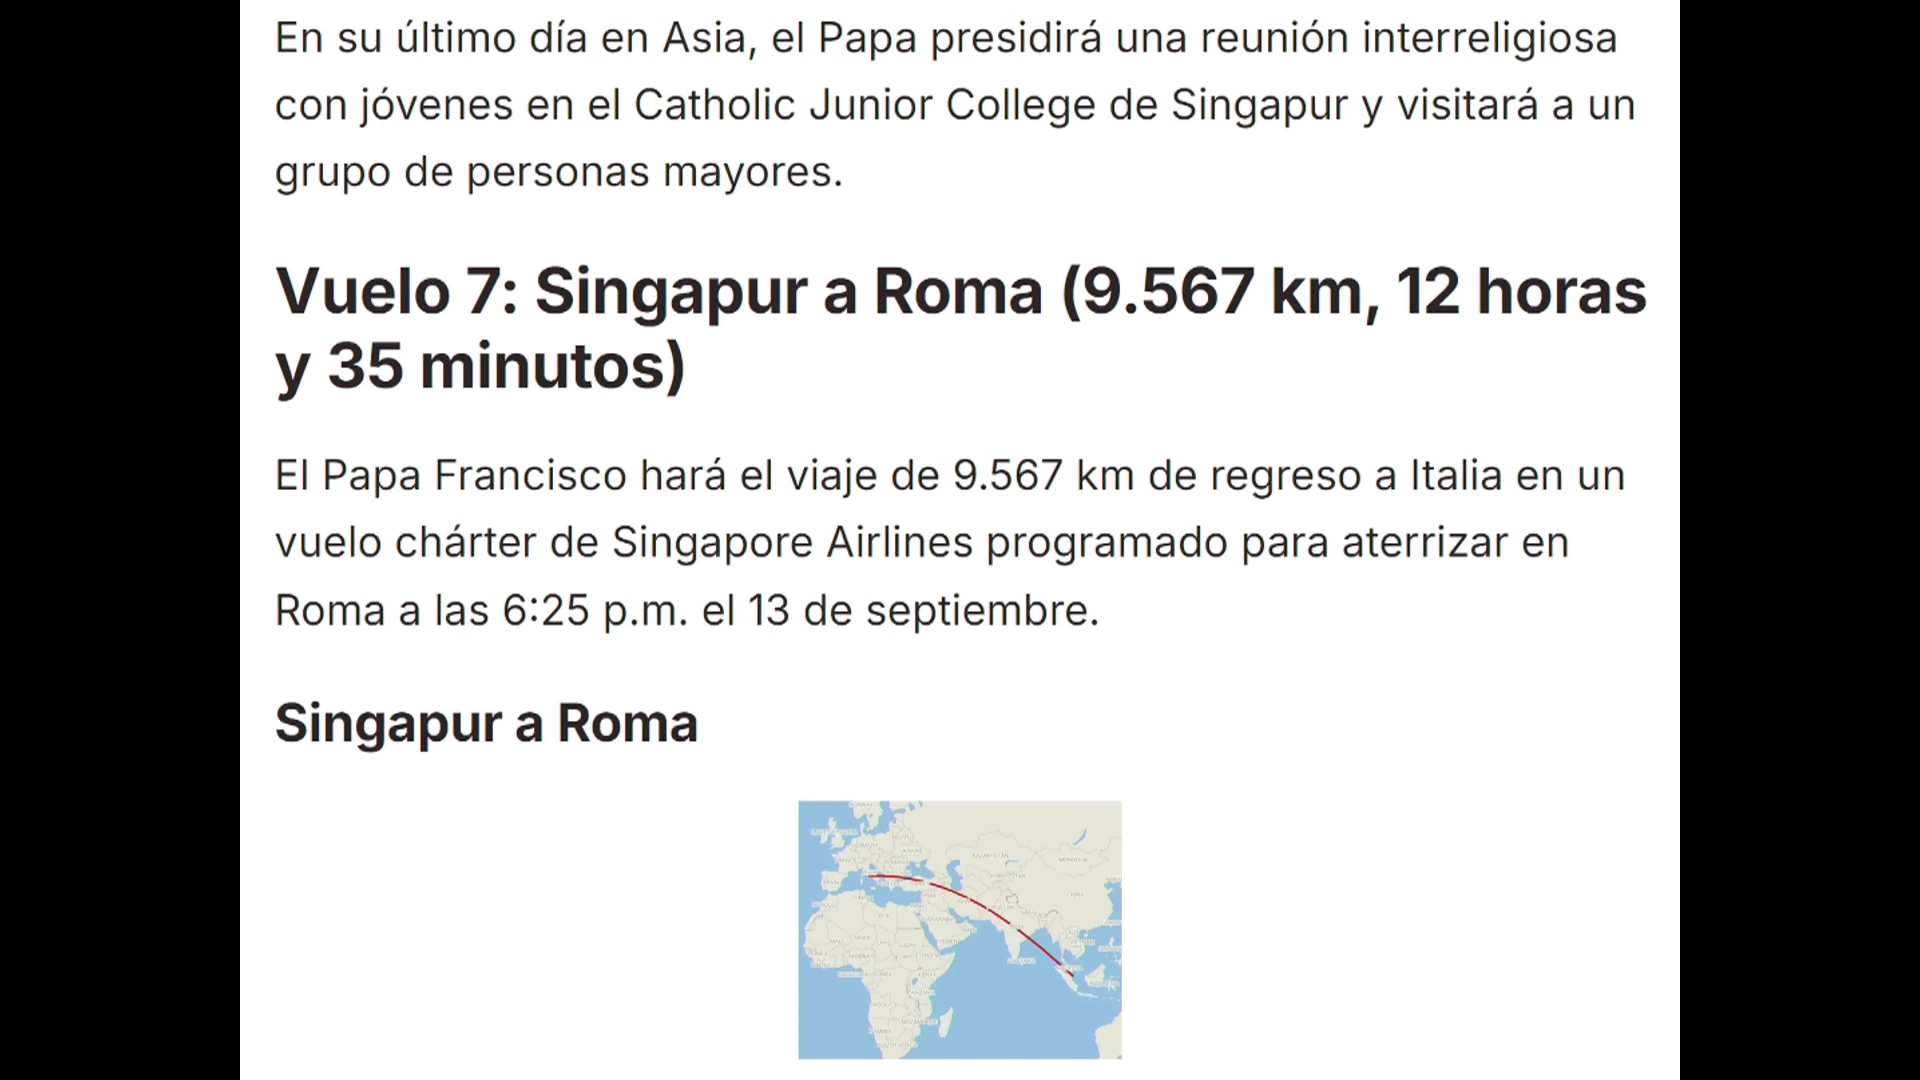 En su último día en Asia, el Papa presidirá una reunión interreligiosa
con jóvenes en el Catholic Junior College de Singapur y visitará a un
grupo de personas mayores.
Vuelo 7: Singapur a Roma (9.567 km, 12 horas
y 35 minutos)
El Papa Francisco hará el viaje de 9.567 km de regreso a Italia en un
vuelo chárter de Singapore Airlines programado para aterrizar en
Roma a las 6:25 p.m. el 13 de septiembre.
Singapur a Roma